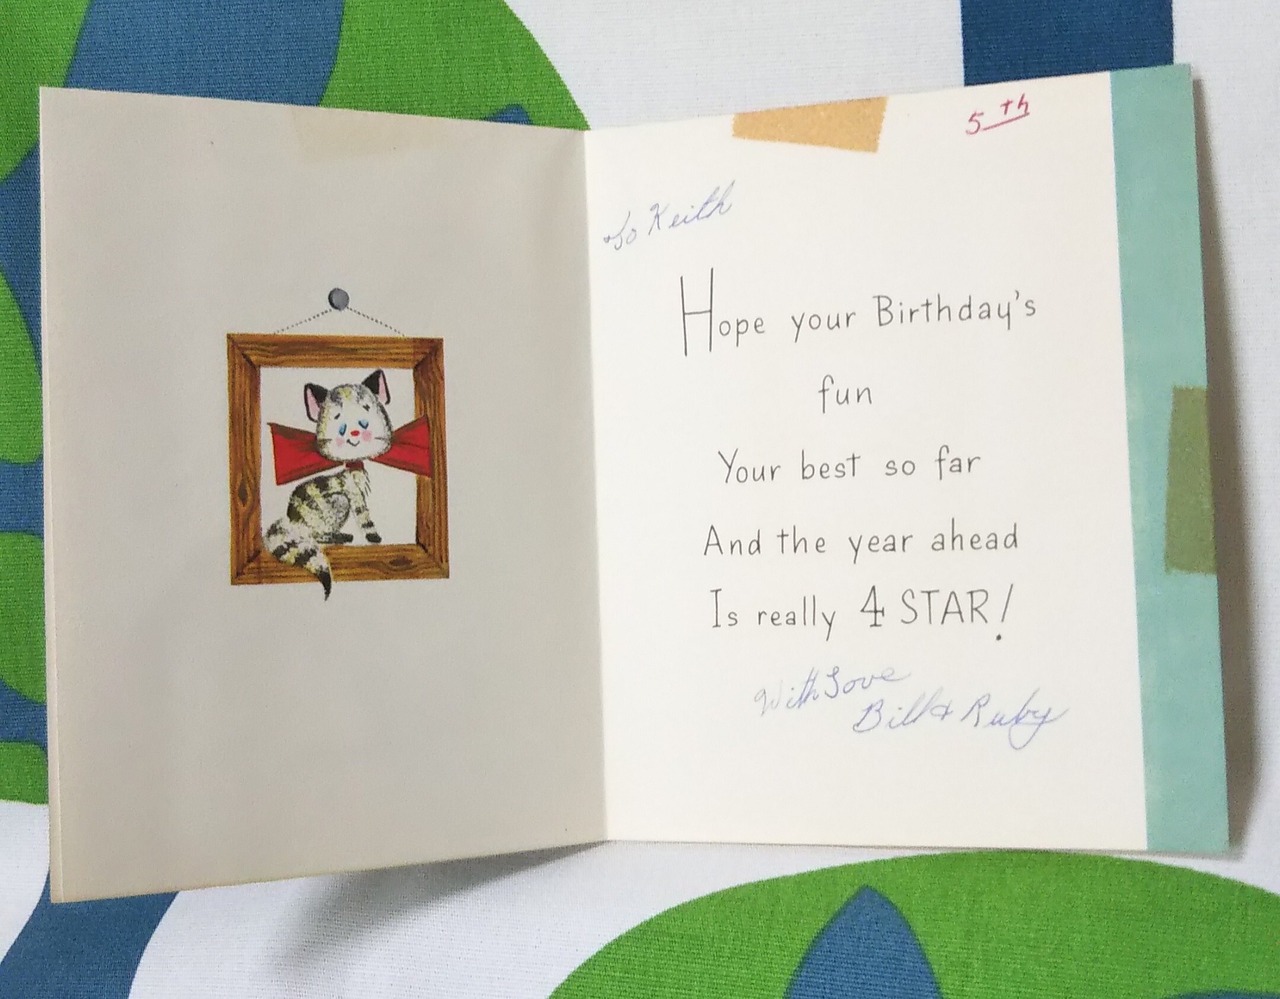 5th
To Keith
Hope your Birthday's
fun
Your best so far
And the year ahead
Is really 4 STAR!
With Love
Bill & Ruby